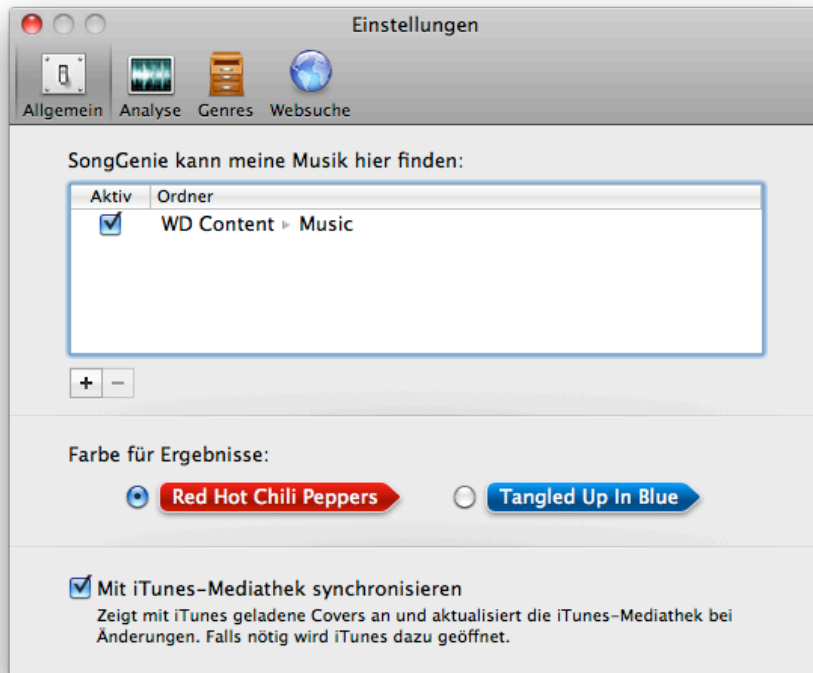 Einstellungen
Allgemein Analyse Genres Websuche
SongGenie kann meine Musik hier finden:
Aktiv Ordner
WD Content ▸ Music
+ −
Farbe für Ergebnisse:
Red Hot Chili Peppers Tangled Up In Blue
Mit iTunes-Mediathek synchronisieren
Zeigt mit iTunes geladene Covers an und aktualisiert die iTunes-Mediathek bei
Änderungen. Falls nötig wird iTunes dazu geöffnet.